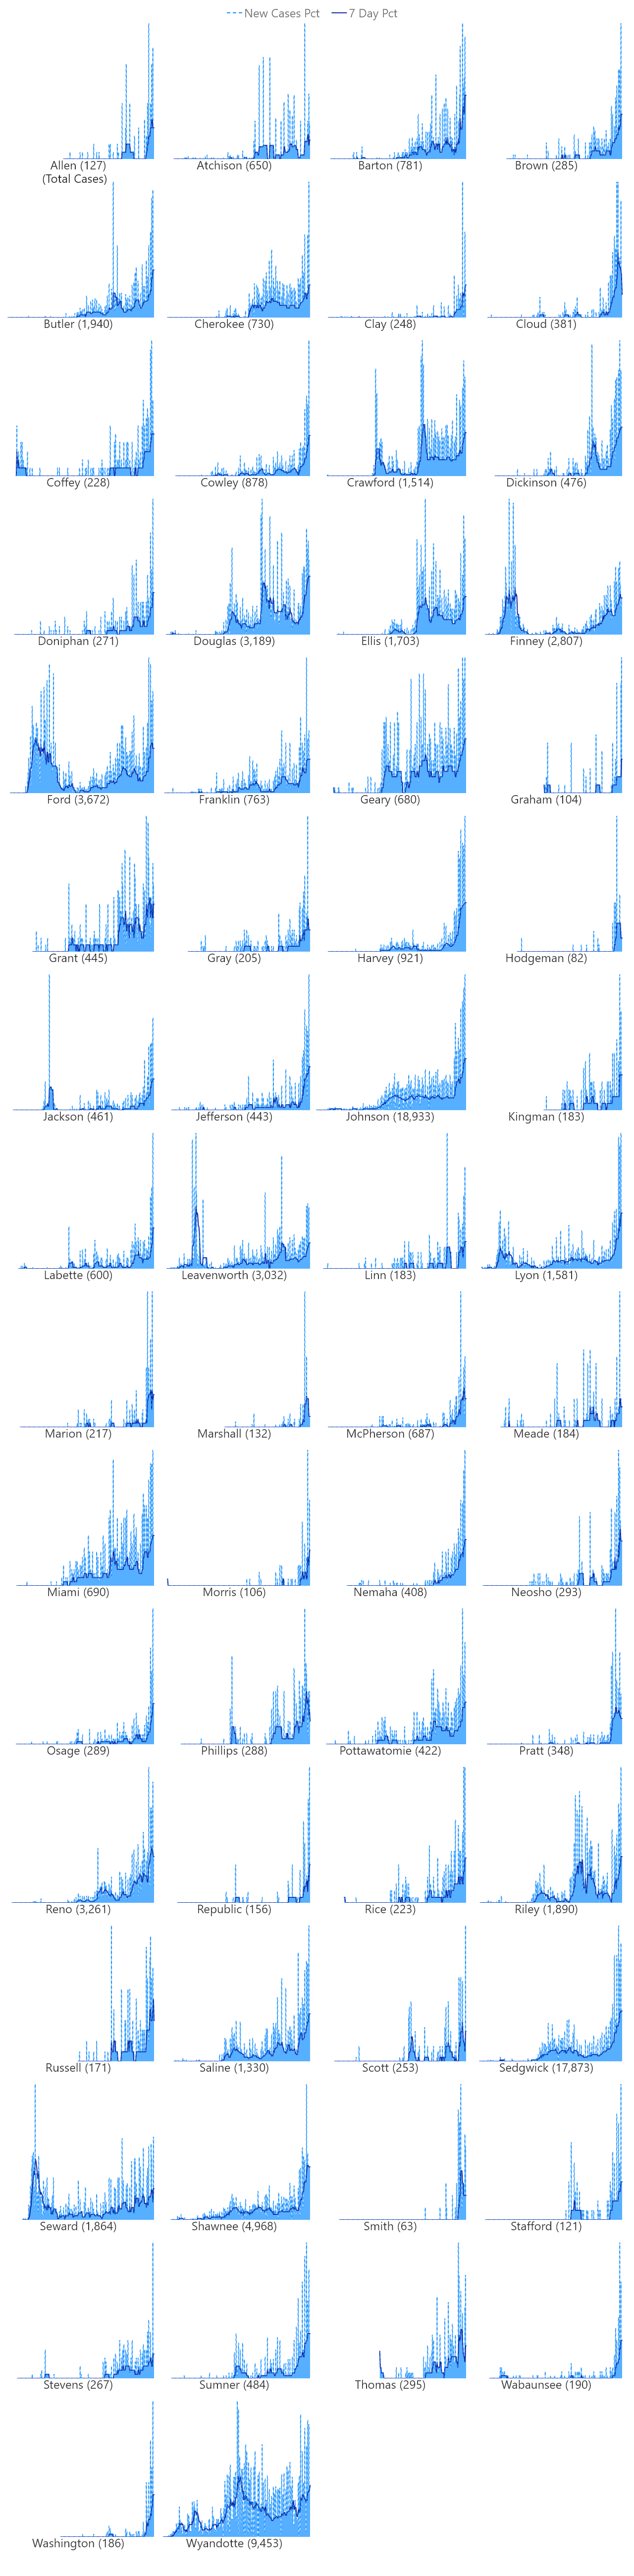 New Cases Pct 7 Day Pct
Allen (127) Atchison (650) Barton (781) Brown (285)
(Total Cases)
Butler (1,940) Cherokee (730) Clay (248) Cloud (381)
Coffey (228) Cowley (878) Crawford (1,514) Dickinson (476)
Doniphan (271) Douglas (3,189) Ellis (1,703) Finney (2,807)
Ford (3,672) Franklin (763) Geary (680) Graham (104)
Grant (445) Gray (205) Harvey (921) Hodgeman (82)
Jackson (461) Jefferson (443) Johnson (18,933) Kingman (183)
Labette (600) Leavenworth (3,032) Linn (183) Lyon (1,581)
Marion (217) Marshall (132) McPherson (687) Meade (184)
Miami (690) Morris (106) Nemaha (408) Neosho (293)
Osage (289) Phillips (288) Pottawatomie (422) Pratt (348)
Reno (3,261) Republic (156) Rice (223) Riley (1,890)
Russell (171) Saline (1,330) Scott (253) Sedgwick (17,873)
Seward (1,864) Shawnee (4,968) Smith (63) Stafford (121)
Stevens (267) Sumner (484) Thomas (295) Wabaunsee (190)
Washington (186) Wyandotte (9,453)